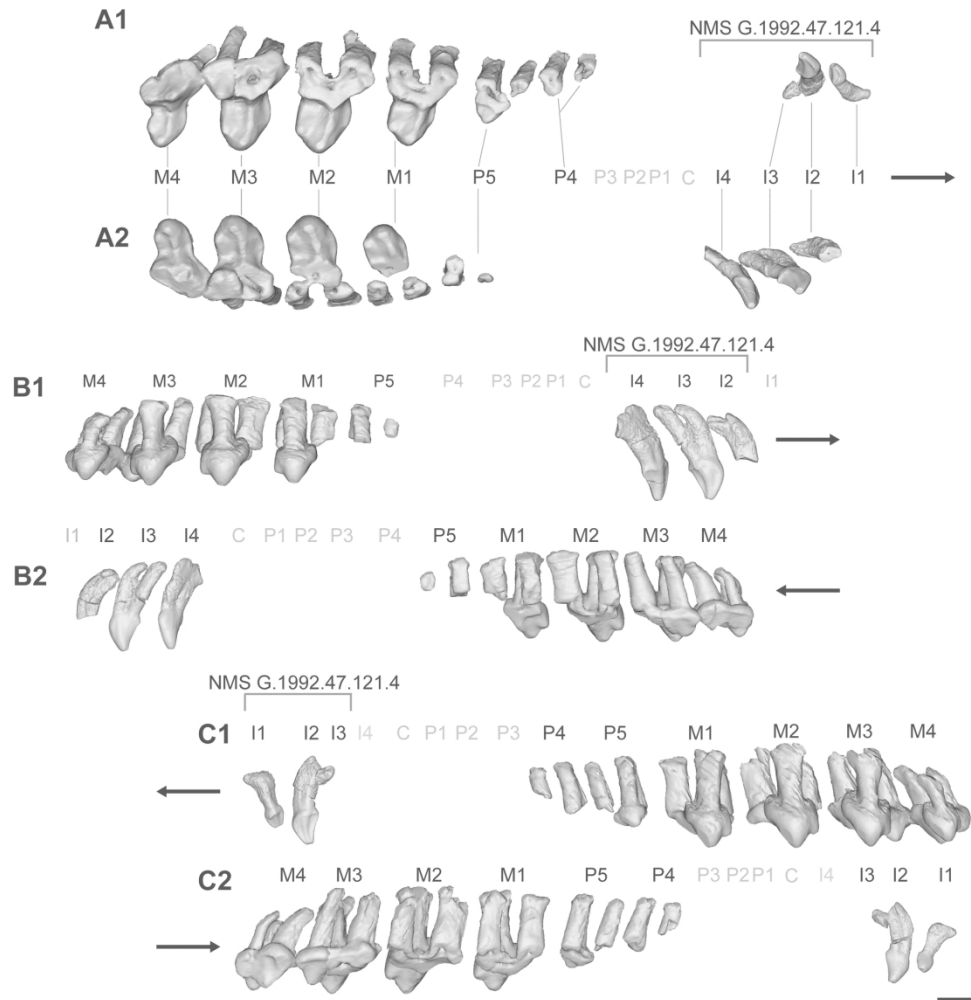 A1
NMS G.1992.47.121.4
M4 M3 M2 M1 P5 P4 P3 P2 P1 C I4 I3 I2 I1
A2
NMS G.1992.47.121.4
B1
M4 M3 M2 M1 P5 P4 P3 P2 P1 C I4 I3 I2 I1
I1 I2 I3 I4 C P1 P2 P3 P4 P5 M1 M2 M3 M4
B2
NMS G.1992.47.121.4
C1
I1 I2 I3 I4 C P1 P2 P3 P4 P5 M1 M2 M3 M4
C2
M4 M3 M2 M1 P5 P4 P3 P2 P1 C I4 I3 I2 I1